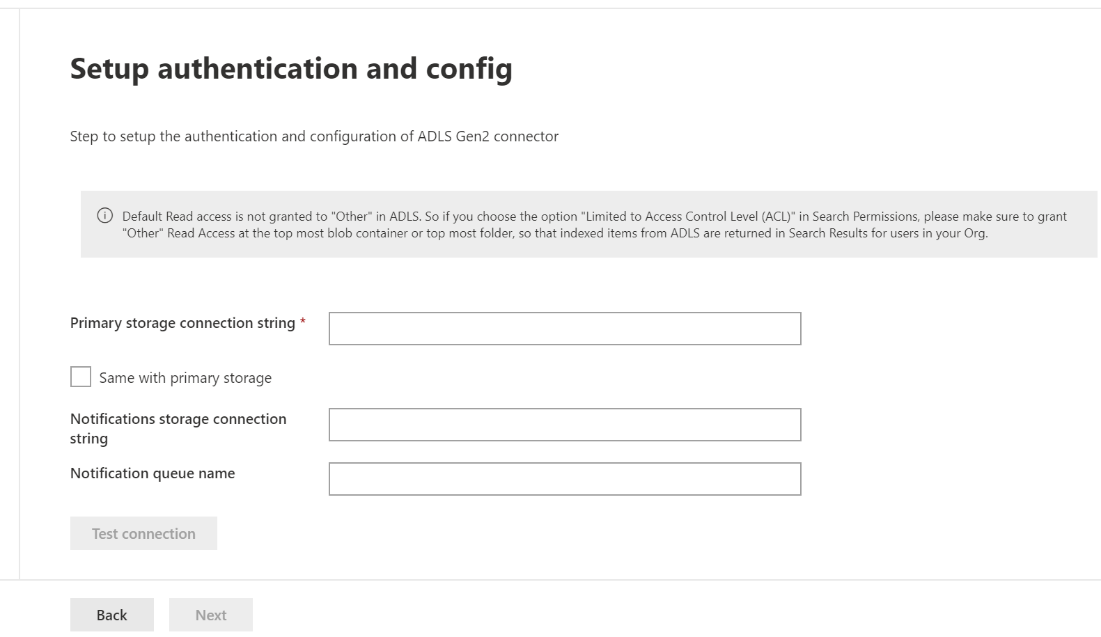 Setup authentication and config
Step to setup the authentication and configuration of ADLS Gen2 connector
Default Read access is not granted to "Other" in ADLS. So if you choose the option "Limited to Access Control Level (ACL)" in Search Permissions, please make sure to grant
"Other" Read Access at the top most blob container or top most folder, so that indexed items from ADLS are returned in Search Results for users in your Org.
Primary storage connection string *
Same with primary storage
Notifications storage connection
string
Notification queue name
Test connection
Back Next